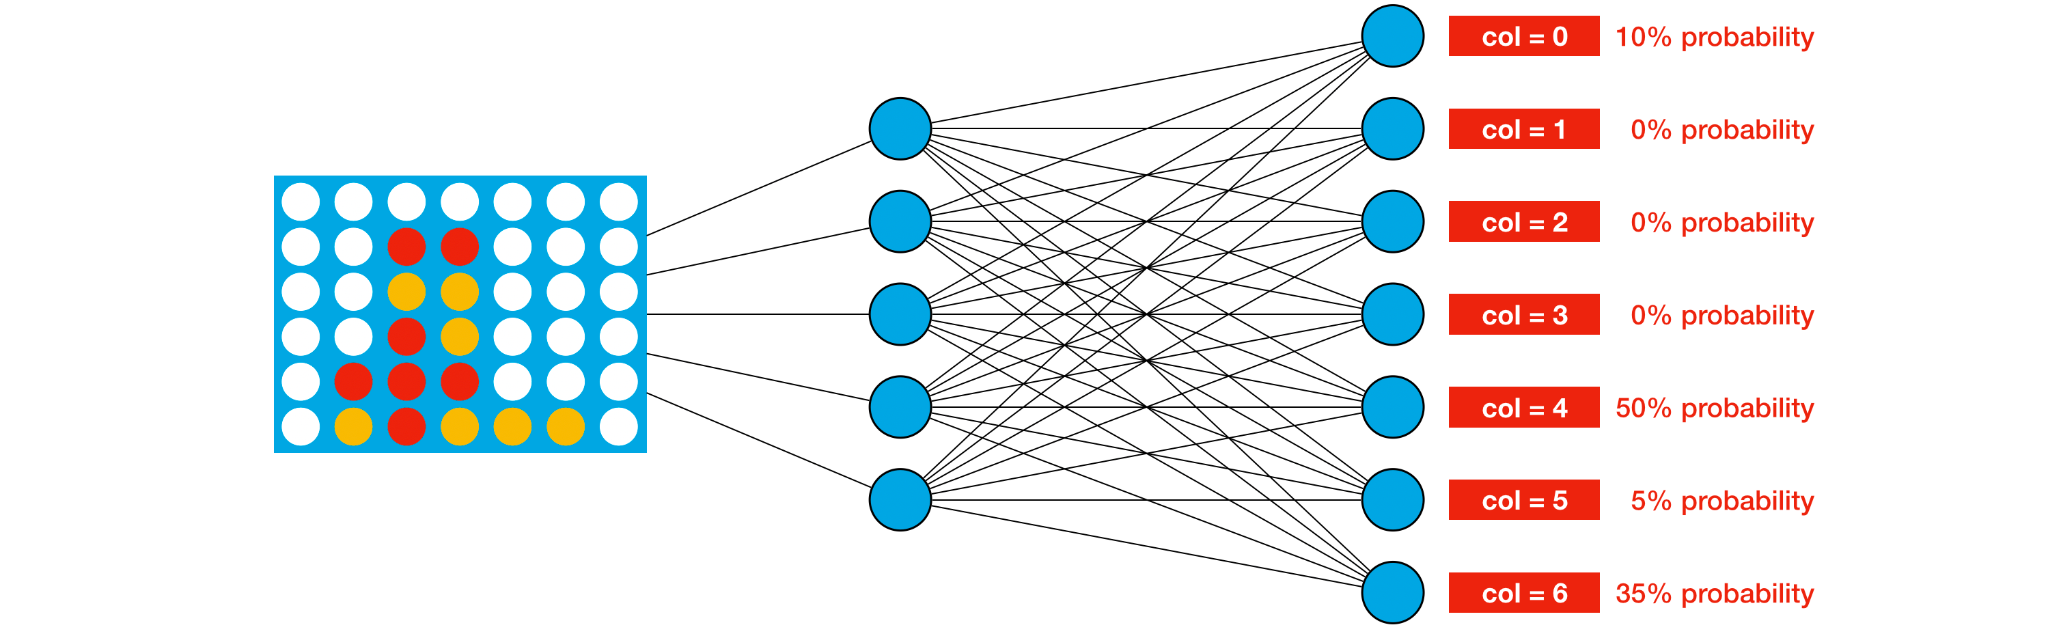 col = 0 10% probability
col = 1 0% probability
col = 2 0% probability
col = 3 0% probability
col = 4 50% probability
col = 5 5% probability
col = 6 35% probability